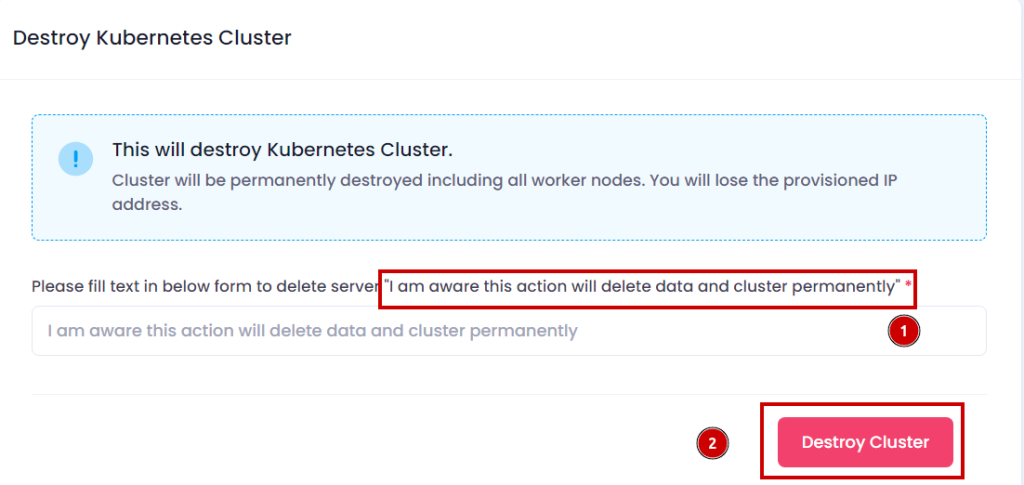 Destroy Kubernetes Cluster
This will destroy Kubernetes Cluster.
Cluster will be permanently destroyed including all worker nodes. You will lose the provisioned IP
address.
Please fill text in below form to delete server "I am aware this action will delete data and cluster permanently" *
I am aware this action will delete data and cluster permanently
1
2
Destroy Cluster